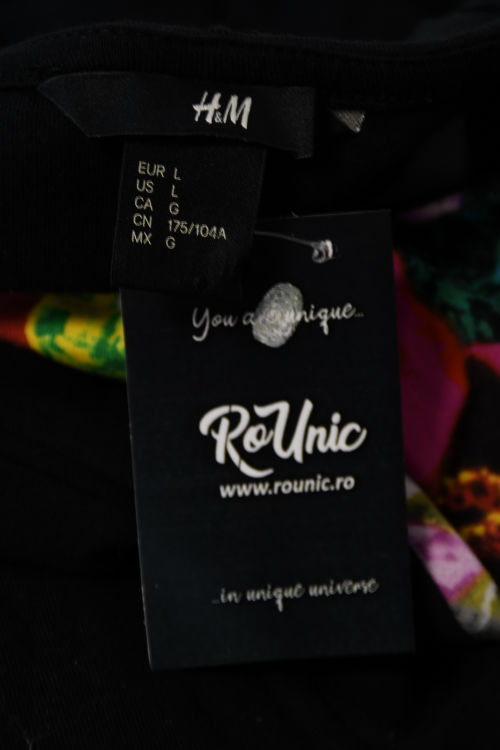 H&M
EUR L
US L
CA G
CN 175/104A
MX G
You unique...
RoUnic
www.rounic.ro
...in unique universe